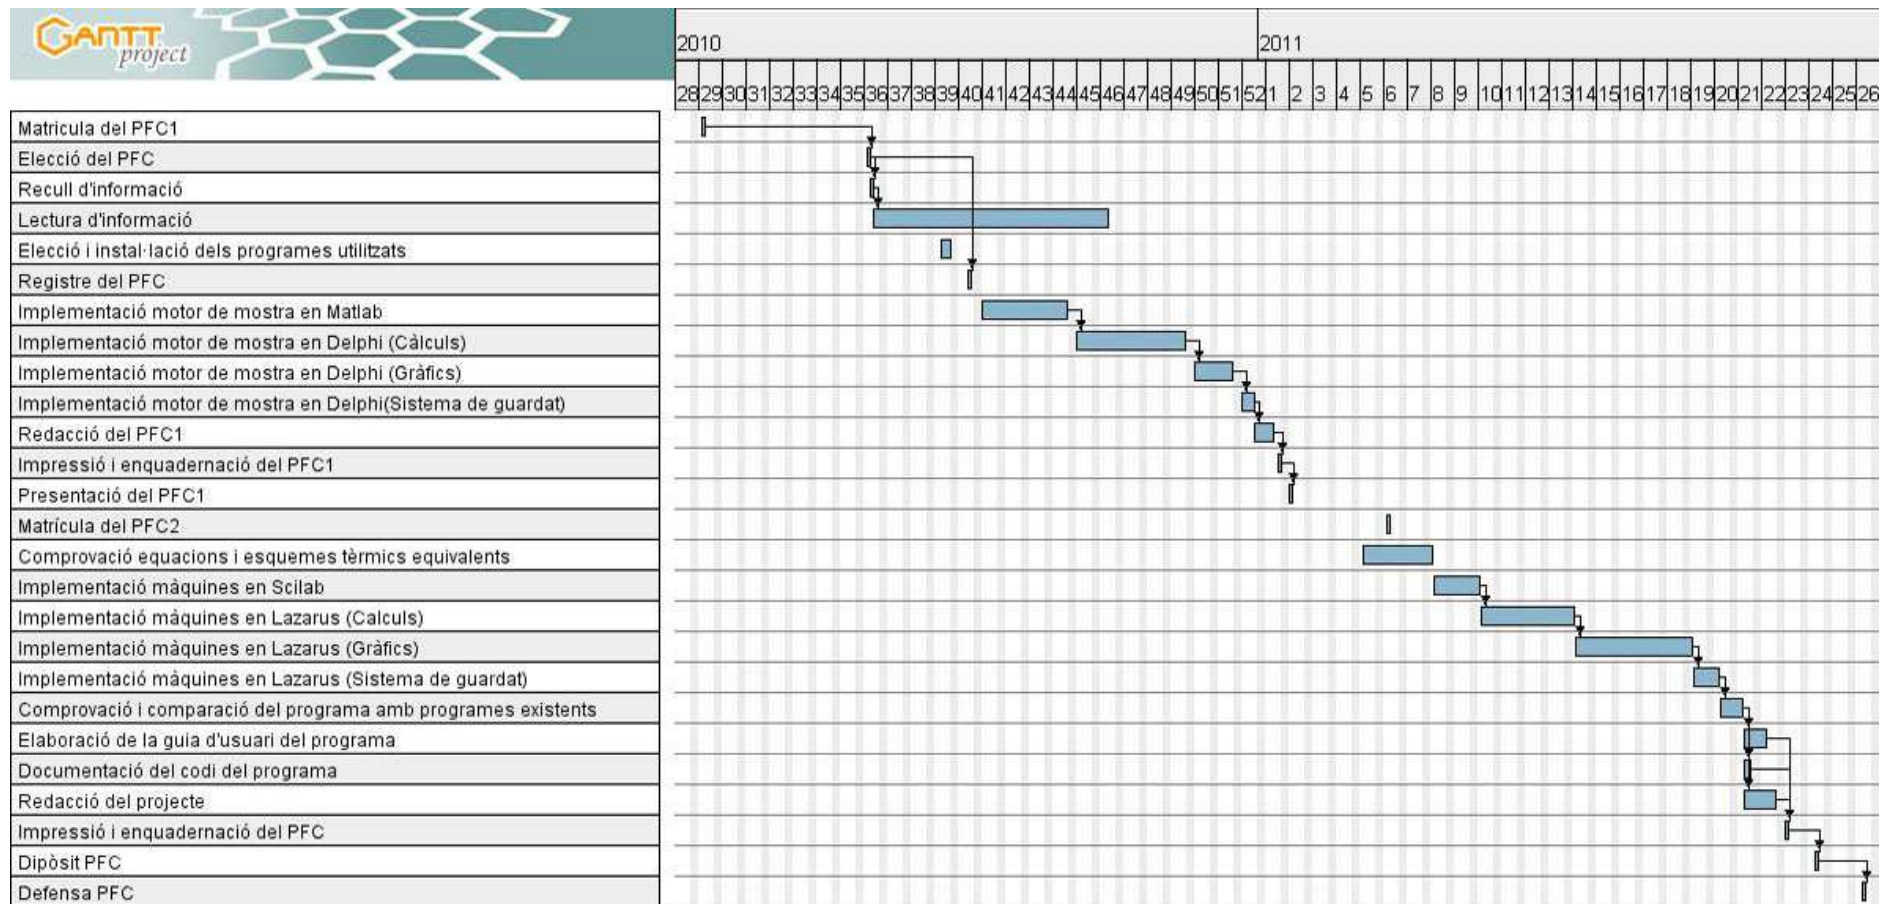 GANTT
project
2010 2011
28 29 30 31 32 33 34 35 36 37 38 39 40 41 42 43 44 45 46 47 48 49 50 51 52 1 2 3 4 5 6 7 8 9 10 11 12 13 14 15 16 17 18 19 20 21 22 23 24 25 26
Matricula del PFC1
Elecció del PFC
Recull d'informació
Lectura d'informació
Elecció i instal·lació dels programes utilitzats
Registre del PFC
Implementació motor de mostra en Matlab
Implementació motor de mostra en Delphi (Càlculs)
Implementació motor de mostra en Delphi (Gràfics)
Implementació motor de mostra en Delphi(Sistema de guardat)
Redacció del PFC1
Impressió i enquadernació del PFC1
Presentació del PFC1
Matrícula del PFC2
Comprovació equacions i esquemes tèrmics equivalents
Implementació màquines en Scilab
Implementació màquines en Lazarus (Calculs)
Implementació màquines en Lazarus (Gràfics)
Implementació màquines en Lazarus (Sistema de guardat)
Comprovació i comparació del programa amb programes existents
Elaboració de la guia d'usuari del programa
Documentació del codi del programa
Redacció del projecte
Impressió i enquadernació del PFC
Dipòsit PFC
Defensa PFC